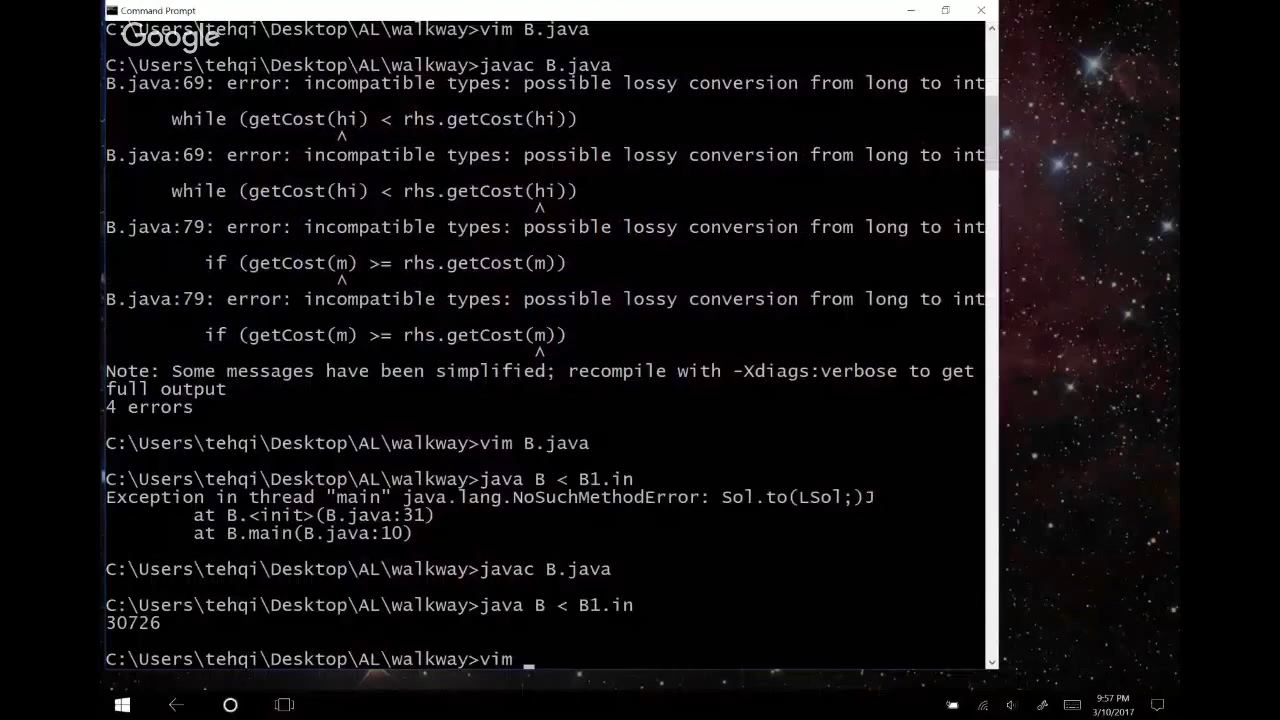 Command Prompt
C:\Users\tehqi\Desktop\AL\walkway>vim B.java
Google
C:\Users\tehqi\Desktop\AL\walkway>javac B.java
B.java:69: error: incompatible types: possible lossy conversion from long to int
while (getCost(hi) < rhs.getCost(hi))
^
B.java:69: error: incompatible types: possible lossy conversion from long to int
while (getCost(hi) < rhs.getCost(hi))
^
B.java:79: error: incompatible types: possible lossy conversion from long to int
if (getCost(m) >= rhs.getCost(m))
^
B.java:79: error: incompatible types: possible lossy conversion from long to int
if (getCost(m) >= rhs.getCost(m))
^
Note: Some messages have been simplified; recompile with -Xdiags:verbose to get
full output
4 errors
C:\Users\tehqi\Desktop\AL\walkway>vim B.java
C:\Users\tehqi\Desktop\AL\walkway>java B < B1.in
Exception in thread "main" java.lang.NoSuchMethodError: Sol.to(LSol;)J
at B.<init>(B.java:31)
at B.main(B.java:10)
C:\Users\tehqi\Desktop\AL\walkway>javac B.java
C:\Users\tehqi\Desktop\AL\walkway>java B < B1.in
30726
C:\Users\tehqi\Desktop\AL\walkway>vim _
9:57 PM
3/10/2017